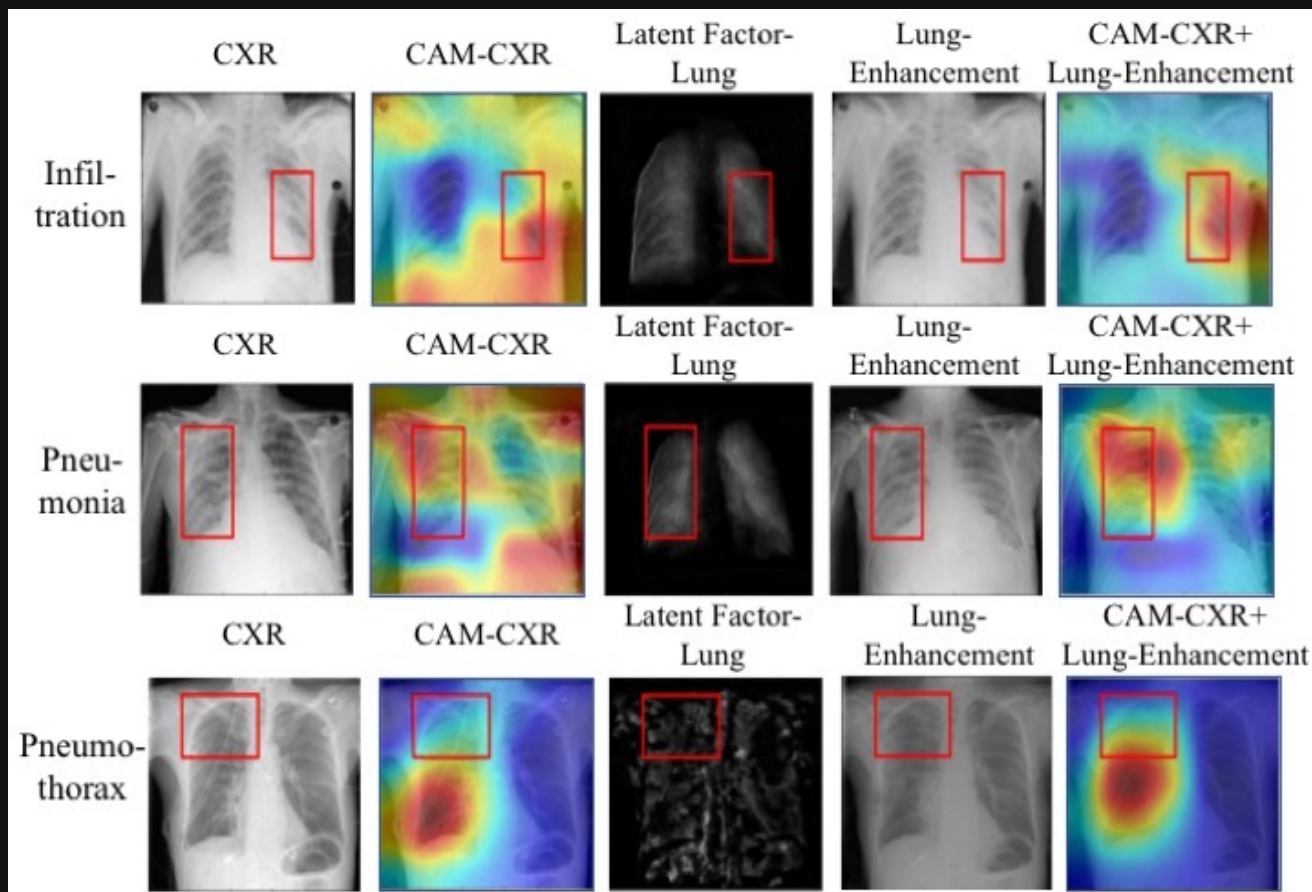 CXR
CAM-CXR
Latent Factor-
Lung
Lung-
Enhancement
CAM-CXR+
Lung-Enhancement
Infil-
tration
CXR
CAM-CXR
Latent Factor-
Lung
Lung-
Enhancement
CAM-CXR+
Lung-Enhancement
Pneu-
monia
CXR
CAM-CXR
Latent Factor-
Lung
Lung-
Enhancement
CAM-CXR+
Lung-Enhancement
Pneumo-
thorax